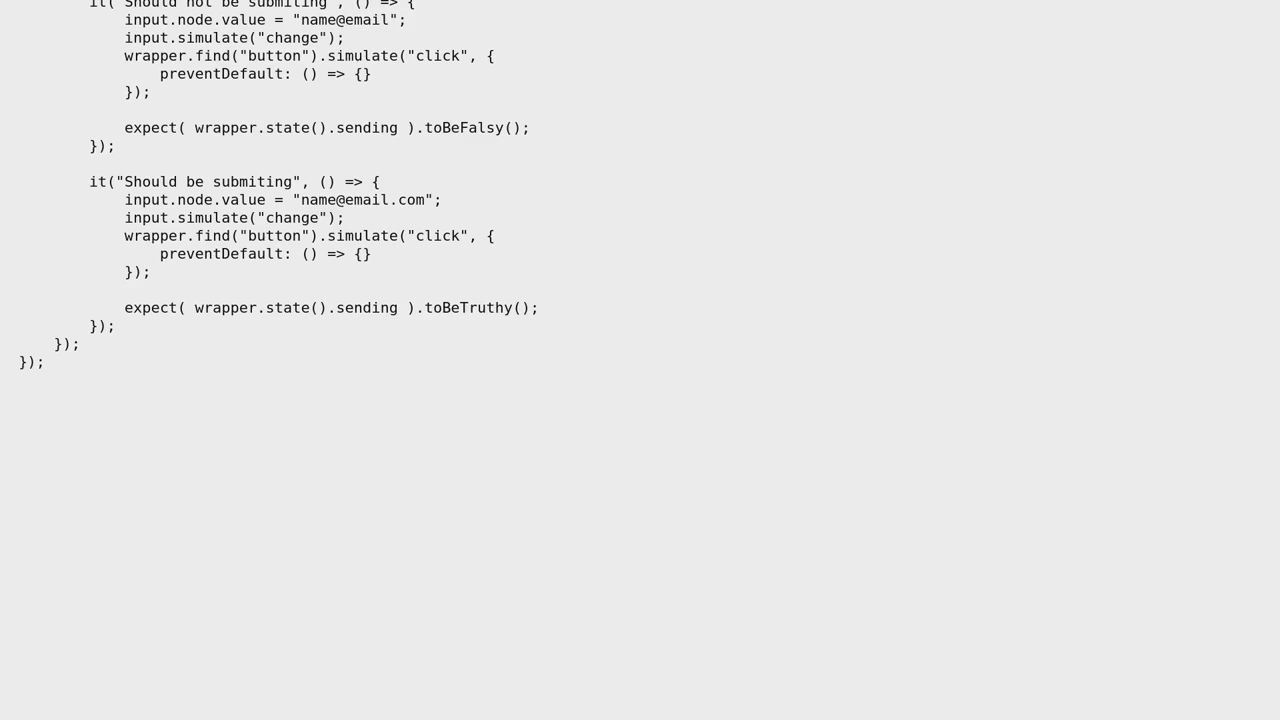 it("Should not be submiting", () => {
input.node.value = "name@email";
input.simulate("change");
wrapper.find("button").simulate("click", {
preventDefault: () => {}
});
expect( wrapper.state().sending ).toBeFalsy();
});
it("Should be submiting", () => {
input.node.value = "name@email.com";
input.simulate("change");
wrapper.find("button").simulate("click", {
preventDefault: () => {}
});
expect( wrapper.state().sending ).toBeTruthy();
});
});
});